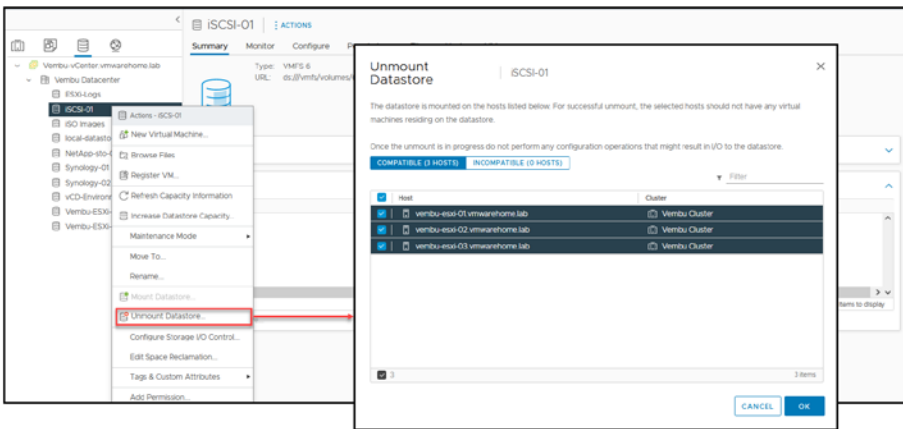 iSCSI-01
ACTIONS
Summary Monitor Configure
Vembu-vCenter.vmwarehome.lab
Vembu Datacenter
ESXi-Logs
iSCSI-01
ISO Images
local-datasto
NetApp-sto-
Synology-01
Synology-02
vCD-Environ
Vembu-ESXi-
Vembu-ESXi-
Type: VMFS 6
URL: ds:///vmfs/volumes/
Actions - iSCSI-01
New Virtual Machine...
Browse Files
Register VM...
Refresh Capacity Information
Increase Datastore Capacity...
Maintenance Mode
Move To...
Rename...
Mount Datastore...
Unmount Datastore...
Configure Storage I/O Control...
Edit Space Reclamation...
Tags & Custom Attributes
Add Permission...
Unmount
Datastore
iSCSI-01
The datastore is mounted on the hosts listed below. For successful unmount, the selected hosts should not have any virtual
machines residing on the datastore.
Once the unmount is in progress do not perform any configuration operations that might result in I/O to the datastore.
COMPATIBLE (3 HOSTS) INCOMPATIBLE (0 HOSTS)
Filter
Host Cluster
vembu-esxi-01.vmwarehome.lab Vembu Cluster
vembu-esxi-02.vmwarehome.lab Vembu Cluster
vembu-esxi-03.vmwarehome.lab Vembu Cluster
3 3 items
CANCEL OK
items to display